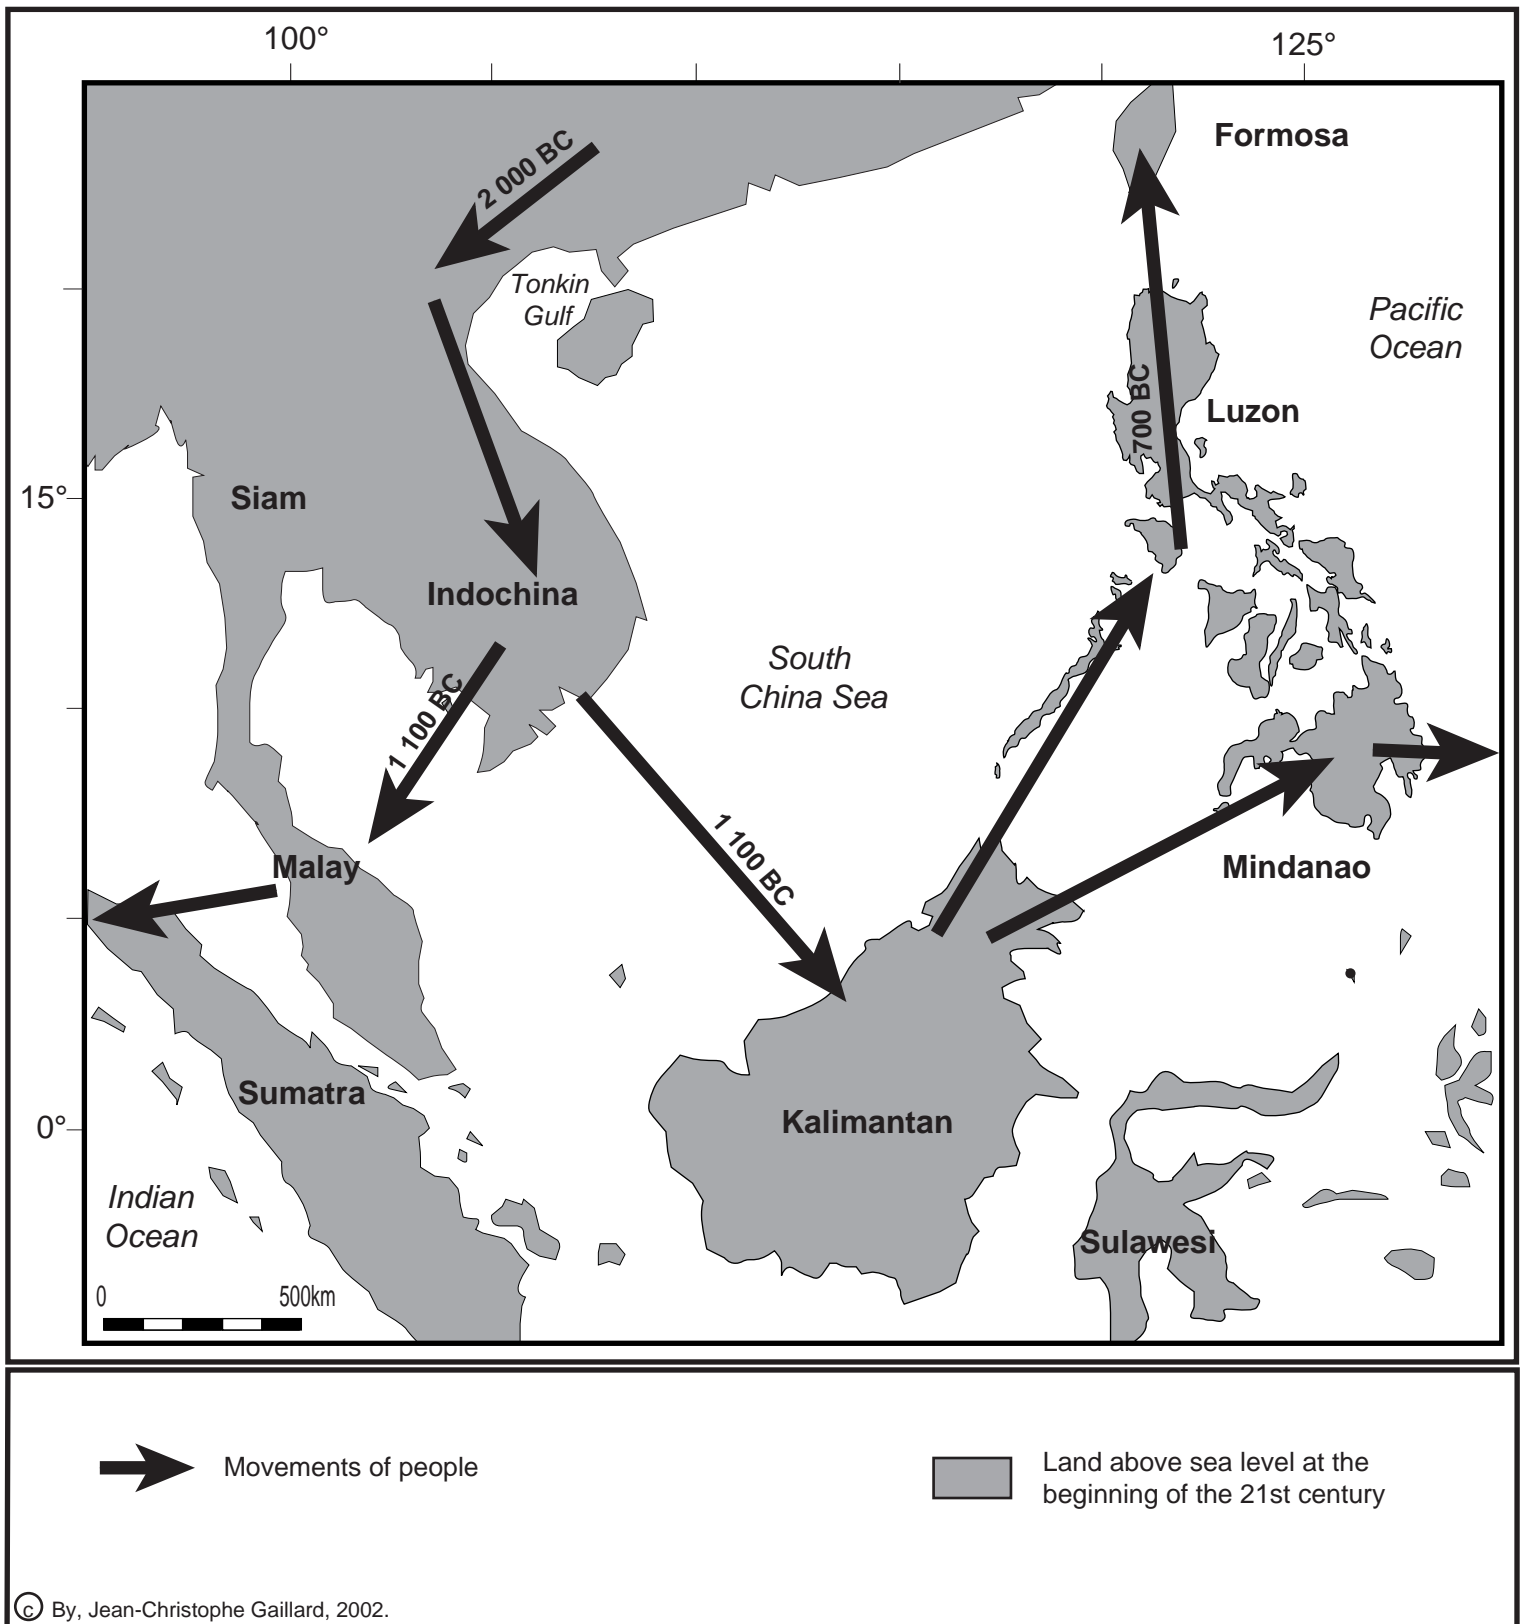 100°
125°
Formosa
2 000 BC
Tonkin
Gulf
Pacific
Ocean
700 BC
Luzon
15°
Siam
Indochina
South
China Sea
1 100 BC
1 100 BC
Malay
Mindanao
Sumatra
Kalimantan
0°
Indian
Ocean
Sulawesi
0 500km
Movements of people
Land above sea level at the
beginning of the 21st century
© By, Jean-Christophe Gaillard, 2002.